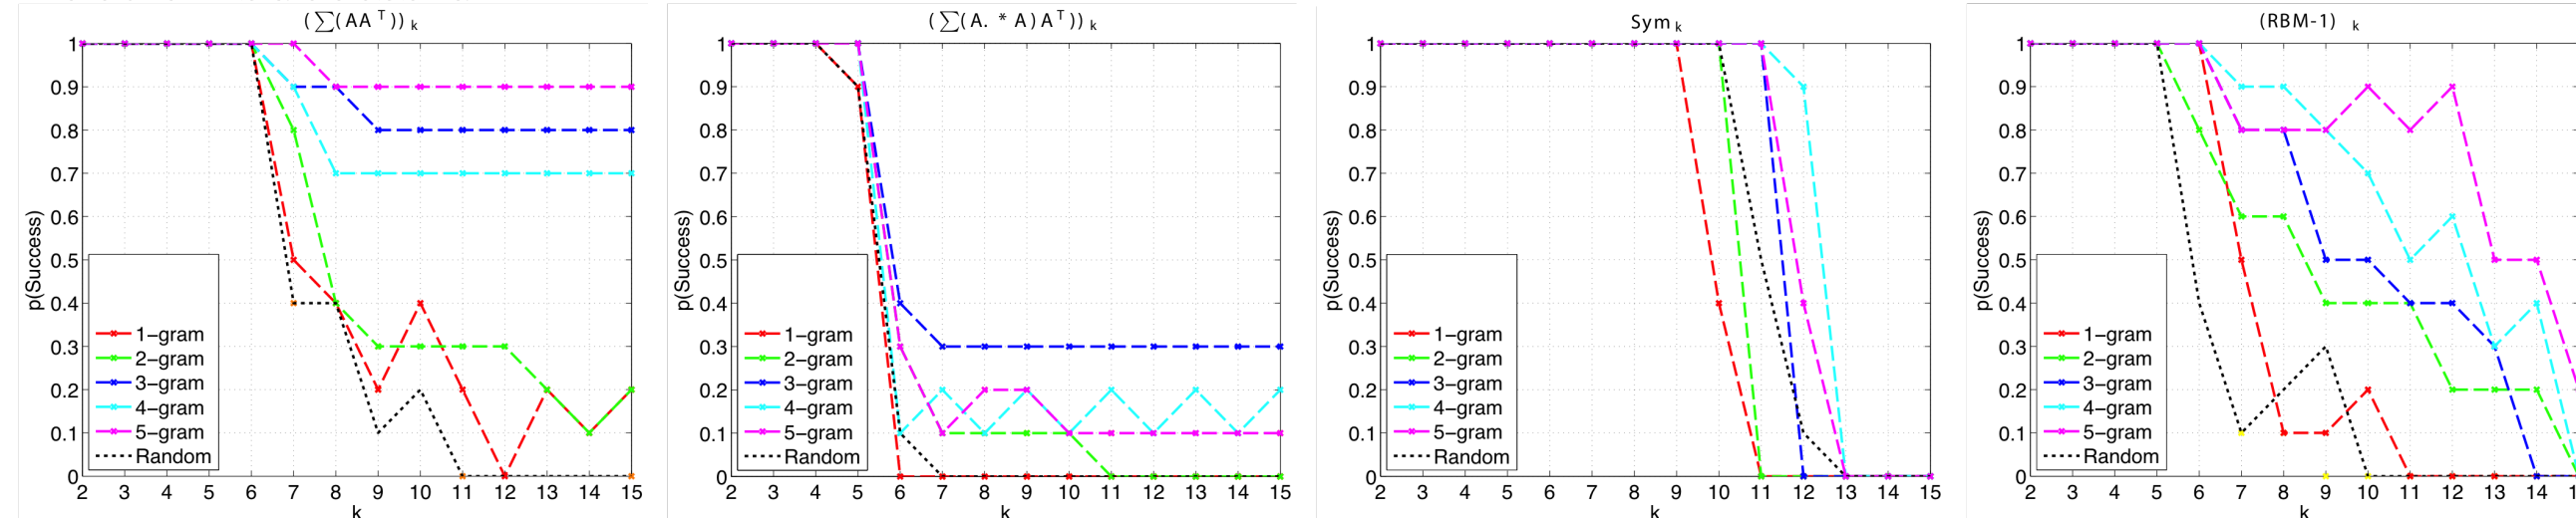 (∑(AAᵀ))ₖ
1
0.9
0.8
0.7
0.6
0.5
0.4
0.3
0.2
0.1
0
p(Success)
1−gram
2−gram
3−gram
4−gram
5−gram
Random
2 3 4 5 6 7 8 9 10 11 12 13 14 15
k
(∑(A.*A)Aᵀ))ₖ
1
0.9
0.8
0.7
0.6
0.5
0.4
0.3
0.2
0.1
0
p(Success)
1−gram
2−gram
3−gram
4−gram
5−gram
Random
2 3 4 5 6 7 8 9 10 11 12 13 14 15
k
Symₖ
1
0.9
0.8
0.7
0.6
0.5
0.4
0.3
0.2
0.1
0
p(Success)
1−gram
2−gram
3−gram
4−gram
5−gram
Random
2 3 4 5 6 7 8 9 10 11 12 13 14 15
k
(RBM-1)ₖ
1
0.9
0.8
0.7
0.6
0.5
0.4
0.3
0.2
0.1
0
p(Success)
1−gram
2−gram
3−gram
4−gram
5−gram
Random
2 3 4 5 6 7 8 9 10 11 12 13 14
k